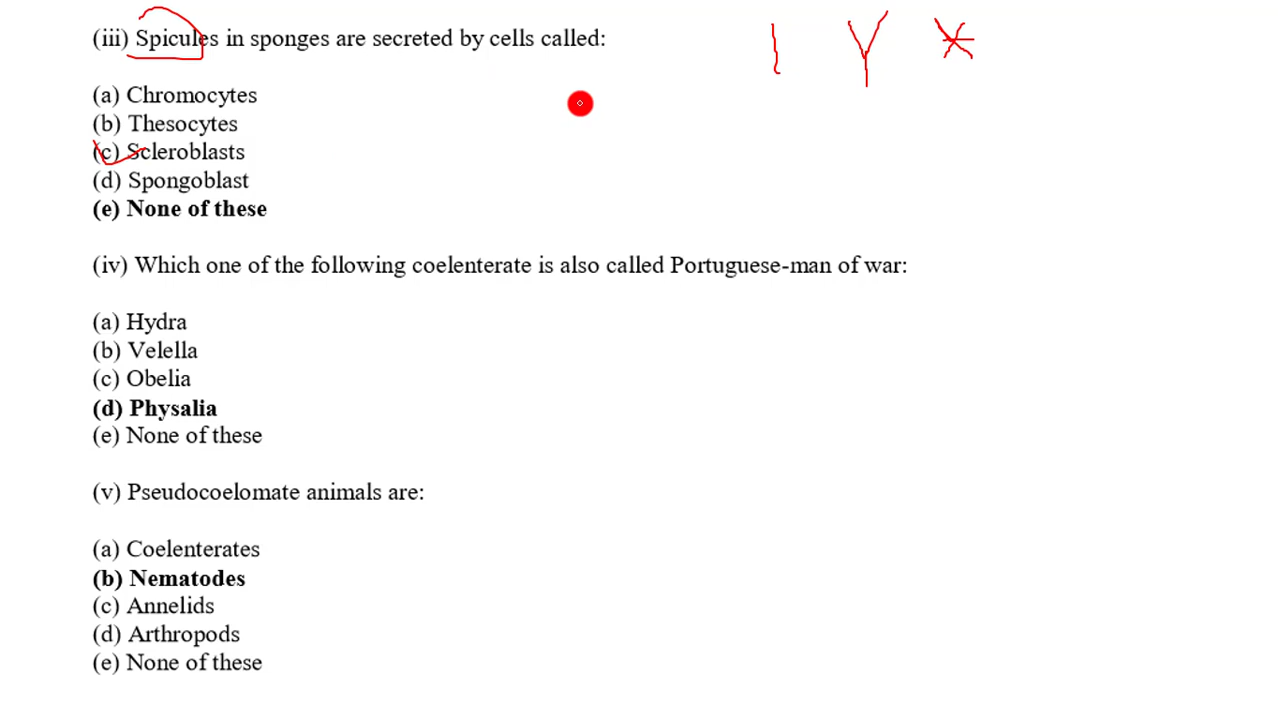 (iii) Spicules in sponges are secreted by cells called:
(a) Chromocytes
(b) Thesocytes
(c) Scleroblasts
(d) Spongoblast
(e) None of these
(iv) Which one of the following coelenterate is also called Portuguese-man of war:
(a) Hydra
(b) Velella
(c) Obelia
(d) Physalia
(e) None of these
(v) Pseudocoelomate animals are:
(a) Coelenterates
(b) Nematodes
(c) Annelids
(d) Arthropods
(e) None of these